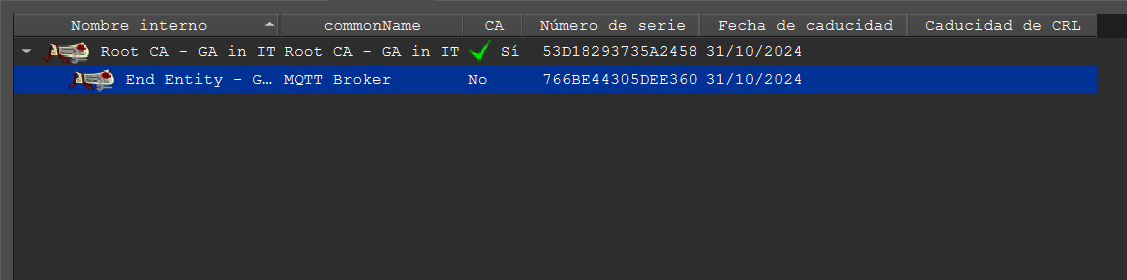 Nombre interno commonName CA Número de serie Fecha de caducidad Caducidad de CRL
Root CA - GA in IT Root CA - GA in IT Sí 53D18293735A2458 31/10/2024
End Entity - G… MQTT Broker No 766BE44305DEE360 31/10/2024